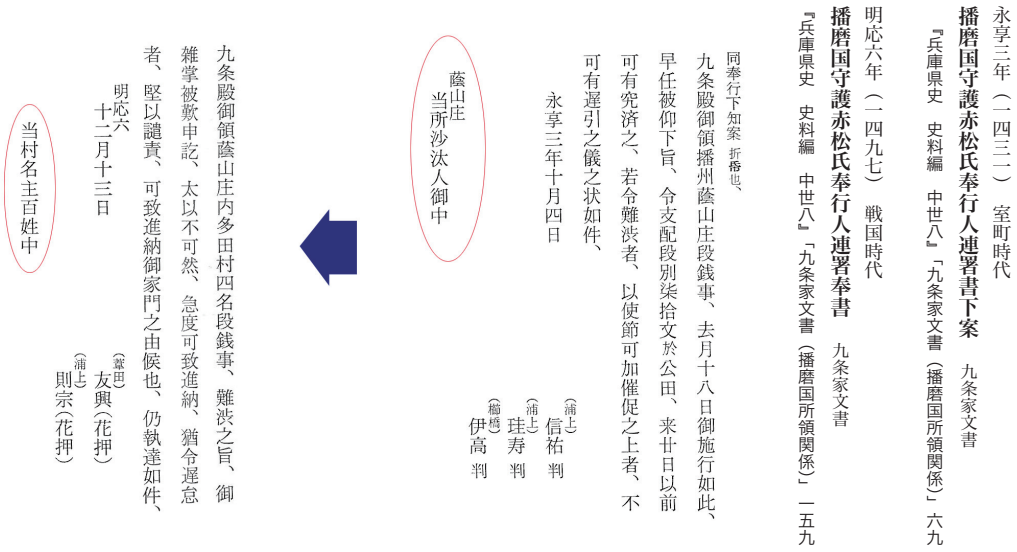 永享三年（一四三一）　室町時代
播磨国守護赤松氏奉行人連署書下案　九条家文書
『兵庫県史　史料編　中世八』「九条家文書（播磨国所領関係）」六九
明応六年（一四九七）　戦国時代
播磨国守護赤松氏奉行人連署奉書　九条家文書
『兵庫県史　史料編　中世八』「九条家文書（播磨国所領関係）」一五九
同奉行下知案 折帋也、
九条殿御領播州蔭山庄段銭事、去月十八日御施行如此、
早任被仰下旨、令支配段別柒拾文於公田、来廿日以前
可有究済之、若令難渋者、以使節可加催促之上者、不
可有遅引之儀之状如件、
永享三年十月四日
（浦上）信祐 判
（浦上）珪寿 判
（櫛橋）伊高 判
蔭山庄
当所沙汰人御中
九条殿御領蔭山庄内多田村四名段銭事、難渋之旨、御
雑掌被歎申訖、太以不可然、急度可致進納、猶令遅怠
者、堅以譴責、可致進納御家門之由候也、仍執達如件、
明応六
十二月十三日
（葦田）友興（花押）
（浦上）則宗（花押）
当村名主百姓中